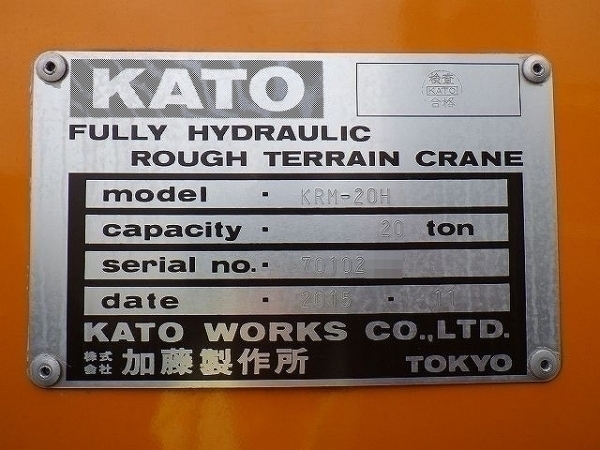 KATO
検査
KATO
合格
FULLY HYDRAULIC
ROUGH TERRAIN CRANE
model · KRM-20H
capacity · 20 ton
serial no. · 70102
date · 2015 · 11
KATO WORKS CO.,LTD.
株式会社 加藤製作所 TOKYO